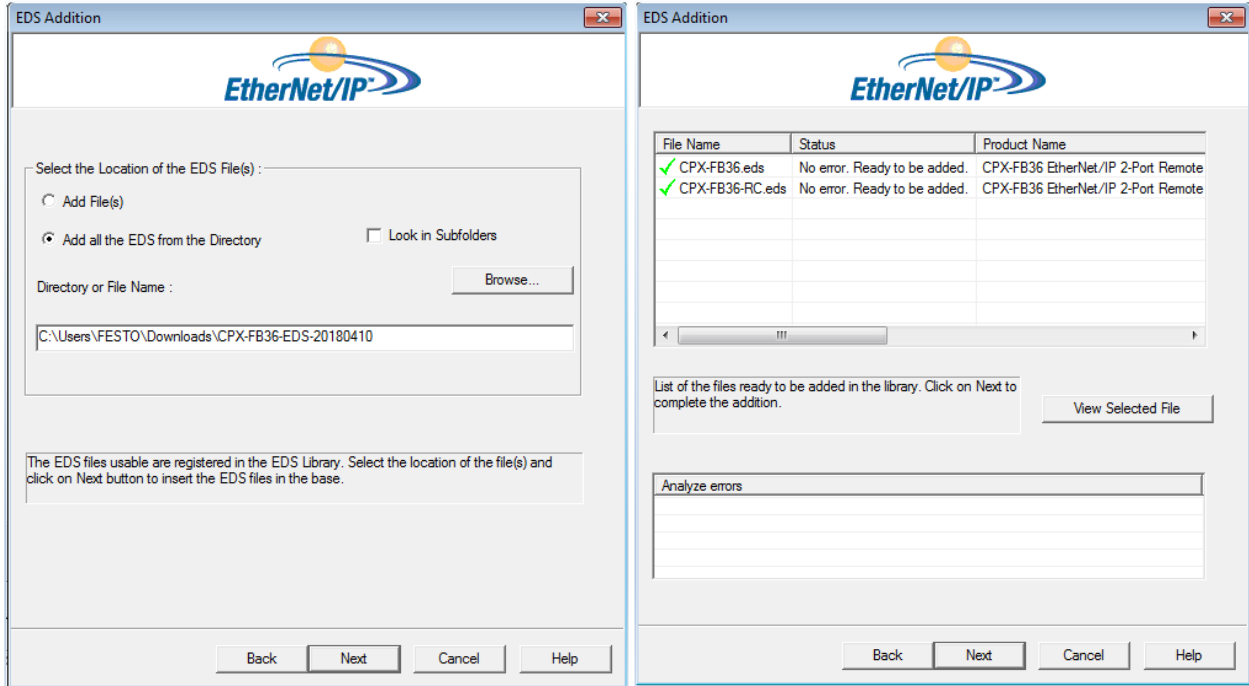 EDS Addition
EtherNet/IP™
Select the Location of the EDS File(s) :
Add File(s)
Add all the EDS from the Directory
Look in Subfolders
Directory or File Name :
Browse...
C:\Users\FESTO\Downloads\CPX-FB36-EDS-20180410
The EDS files usable are registered in the EDS Library. Select the location of the file(s) and
click on Next button to insert the EDS files in the base.
Back Next Cancel Help
EDS Addition
EtherNet/IP™
File Name Status Product Name
CPX-FB36.eds No error. Ready to be added. CPX-FB36 EtherNet/IP 2-Port Remote
CPX-FB36-RC.eds No error. Ready to be added. CPX-FB36 EtherNet/IP 2-Port Remote
List of the files ready to be added in the library. Click on Next to
complete the addition.
View Selected File
Analyze errors
Back Next Cancel Help